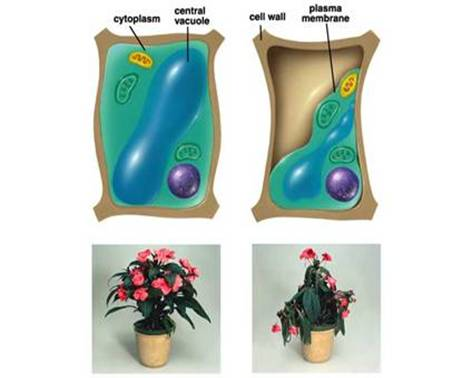 cytoplasm
central
vacuole
cell wall
plasma
membrane